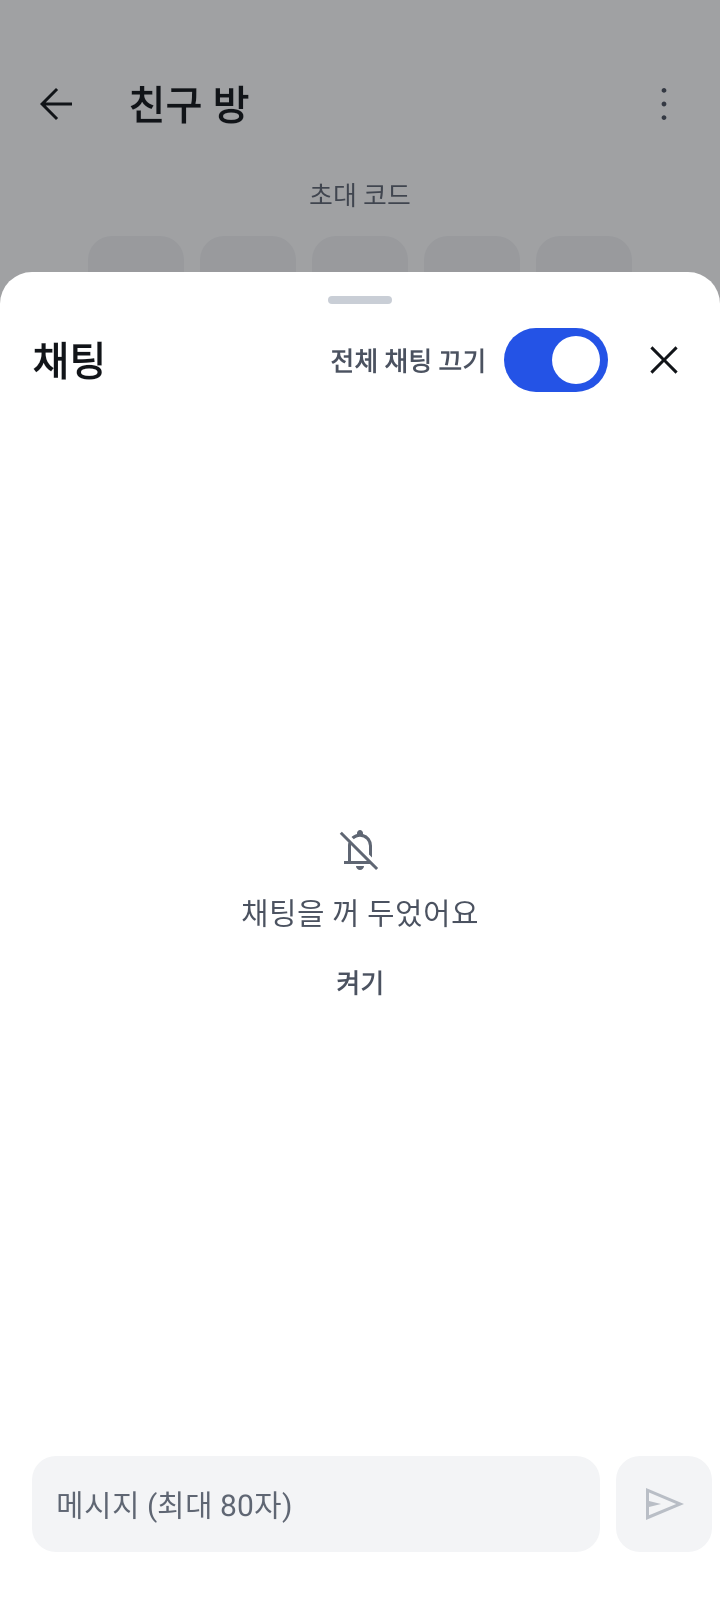 친구 방
초대 코드
채팅
전체 채팅 끄기
채팅을 꺼 두었어요
켜기
메시지 (최대 80자)